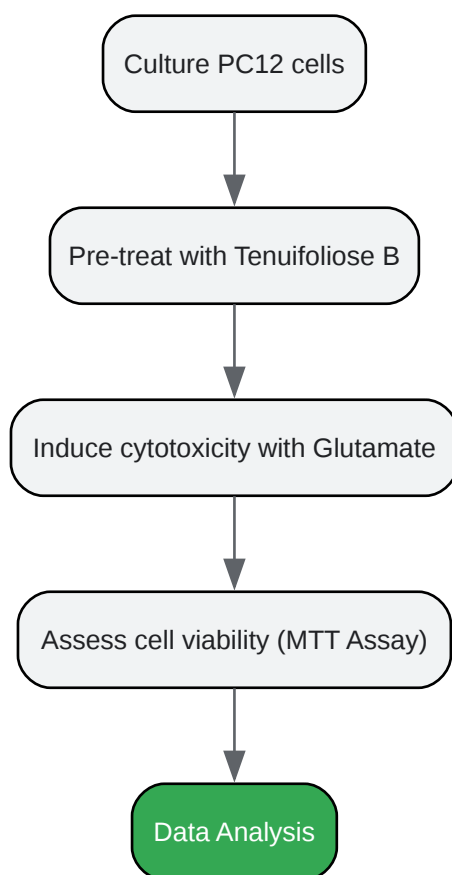 Culture PC12 cells
Pre-treat with Tenuifoliose B
Induce cytotoxicity with Glutamate
Assess cell viability (MTT Assay)
Data Analysis